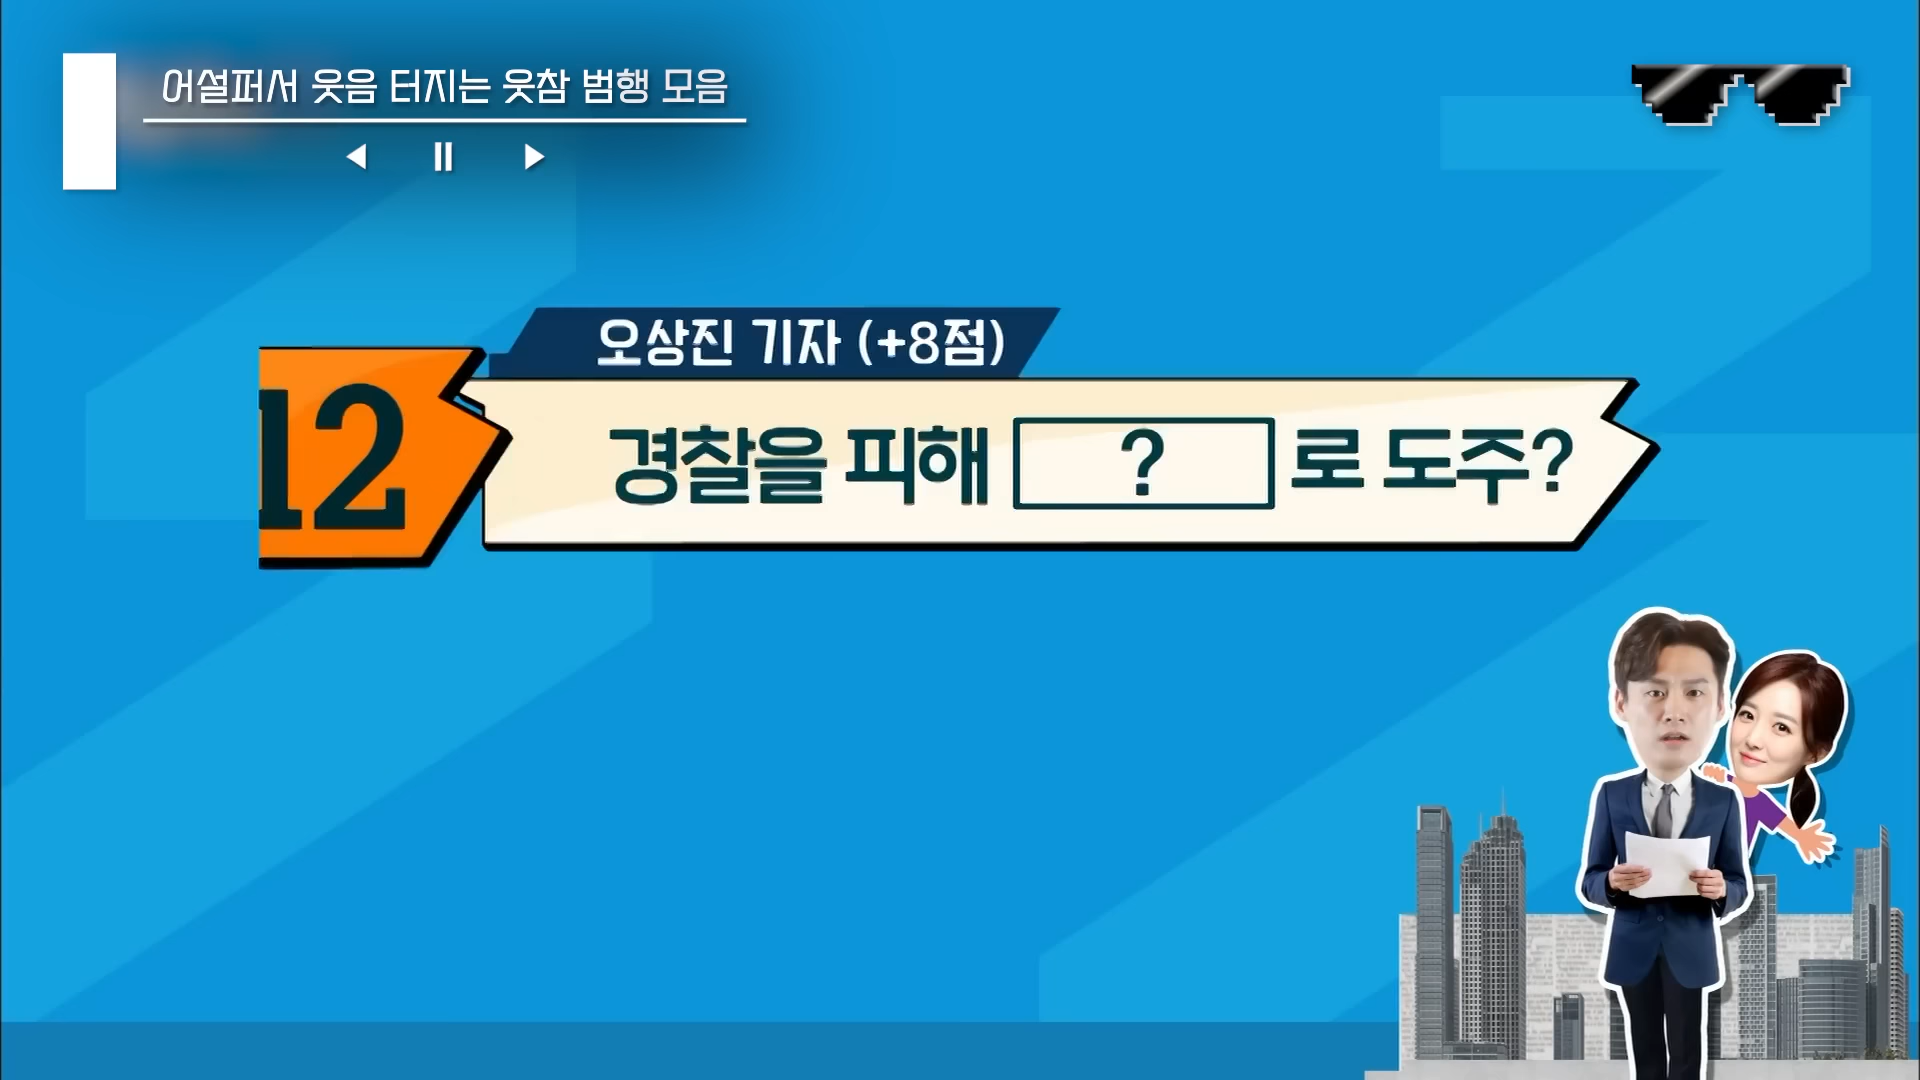 어설퍼서 웃음 터지는 웃참 범행 모음
오상진 기자 (+8점)
12
경찰을 피해 ? 로 도주?